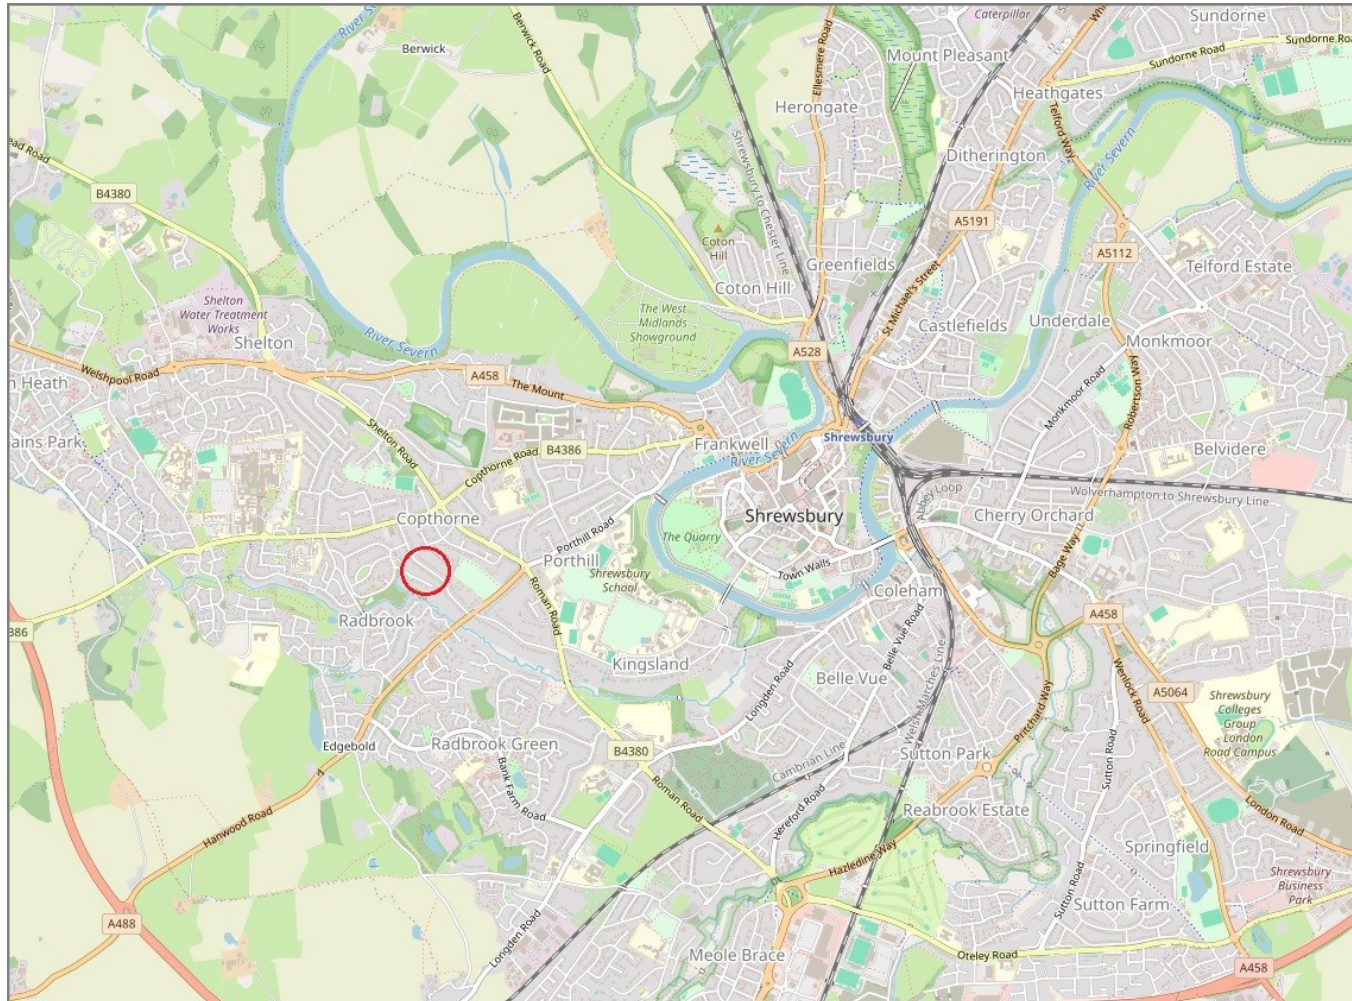 Caterpillar
Sundorne
Berwick
River S
Berwick Road
Ellesmere Road
Mount Pleasant
Whi
Sundorne Road
Sundorne Roa
Heathgates
Herongate
Telford Way
Ditherington
River Severn
ead Road
B4380
Shrewsbury to Chester Line
A5191
A5112
Coton
Hill
Greenfields
Telford Estate
Coton Hill
Shelton
Water Treatment
Works
Shelton
The West
Midlands
Showground
River Severn
St Michael's Street
Castlefields
Underdale
Monkmoor
A528
Welshpool Road
A458
The Mount
n Heath
Robertson Way
Monkmoor Road
Shelton Road
ains Park
Frankwell
Shrewsbury
River Severn
Copthorne Road
B4386
Belvidere
Abbey Loop
Wolverhampton to Shrewsbury Line
Copthorne
Shrewsbury
Cherry Orchard
Porthill Road
The Quarry
Bage Way
Porthill
Shrewsbury
School
Town Walls
Coleham
Roman Road
Radbrook
386
A458
Kingsland
Belle Vue Road
Belle Vue
Longden Road
Welsh Marches Line
Wenlock Road
A5064
Shrewsbury
Colleges
Group
London
Road Campus
Pritchard Way
Edgebold
Radbrook Green
B4380
Cambrian Line
Sutton Park
Sutton Road
Bank Farm Road
Roman Road
Hereford Road
Reabrook Estate
Hanwood Road
London Road
Hazledine Way
Springfield
Shrewsbury
Business
Park
Sutton Road
Sutton Farm
A488
Longden Road
Meole Brace
Oteley Road
A458